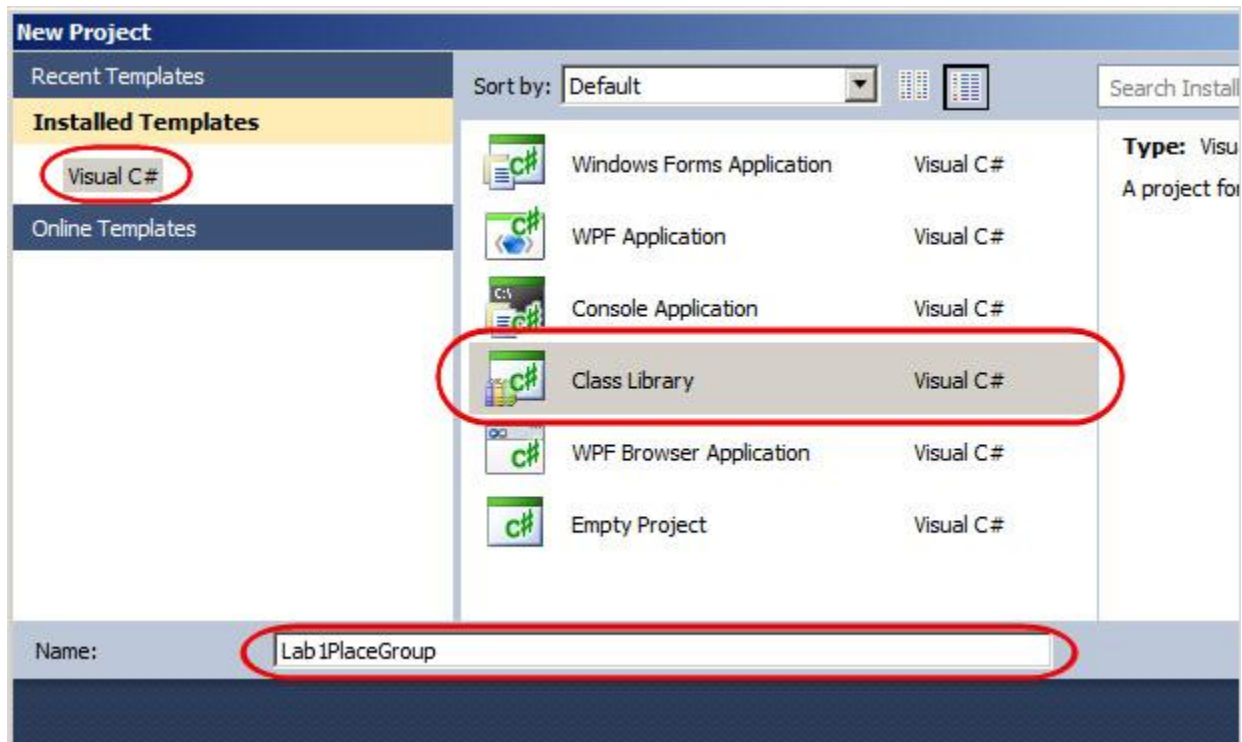 New Project
Recent Templates
Installed Templates
Visual C#
Online Templates
Sort by: Default
Windows Forms Application Visual C#
WPF Application Visual C#
Console Application Visual C#
Class Library Visual C#
WPF Browser Application Visual C#
Empty Project Visual C#
Search Install
Type: Visu
A project for
Name: Lab1PlaceGroup